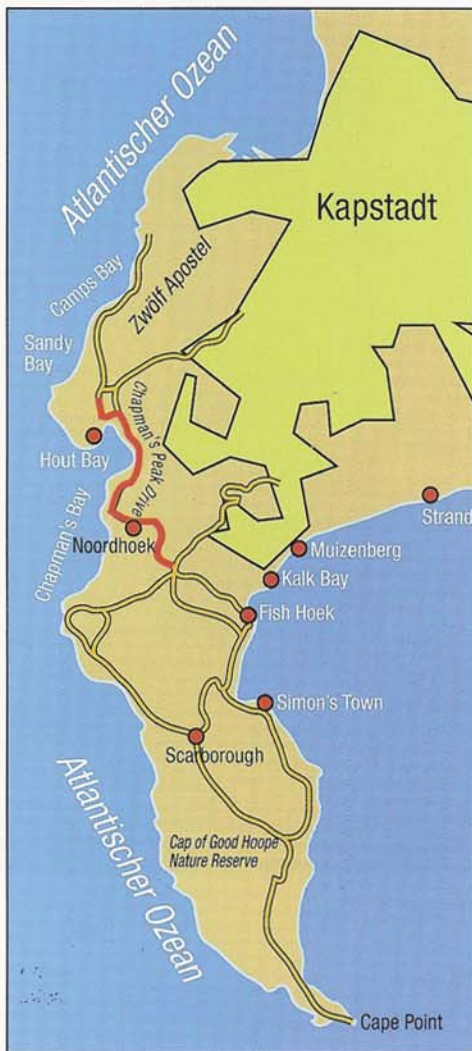 Atlantischer Ozean
Kapstadt
Camps Bay
Zwölf Apostel
Sandy
Bay
Chapman's Peak Drive
Hout Bay
Chapman's Bay
Noordhoek
Strand
Muizenberg
Kalk Bay
Fish Hoek
Simon's Town
Scarborough
Atlantischer Ozean
Cap of Good Hoope
Nature Reserve
Cape Point